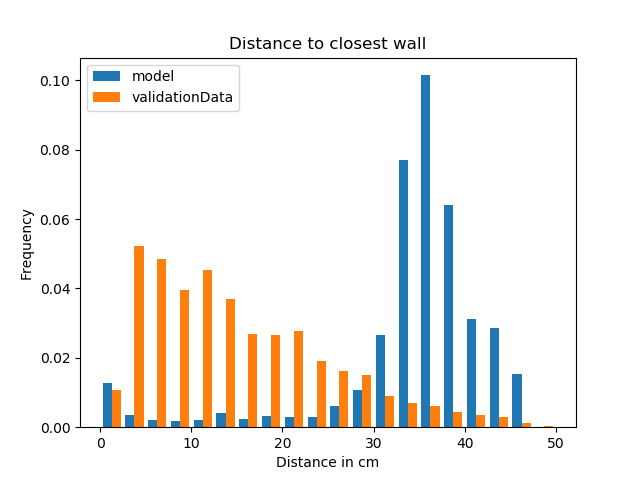 Distance to closest wall
model
validationData
0.10
0.08
0.06
0.04
0.02
0.00
Frequency
0 10 20 30 40 50
Distance in cm